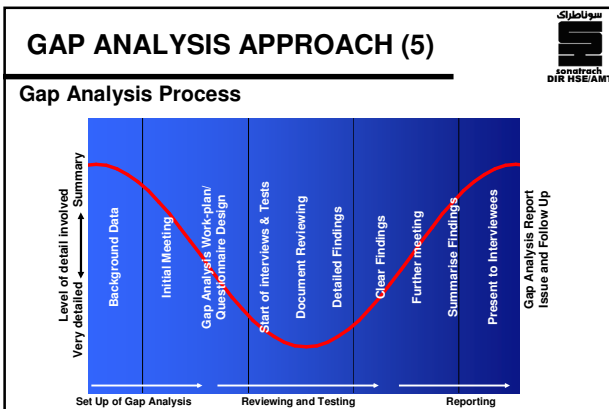 GAP ANALYSIS APPROACH (5)
سوناطراك
sonatrach
DIR HSE/AMT
Gap Analysis Process
Level of detail involved
Very detailed
Summary
Background Data
Initial Meeting
Gap Analysis Work-plan/
Questionnaire Design
Start of interviews & Tests
Document Reviewing
Detailed Findings
Clear Findings
Further meeting
Summarise Findings
Present to Interviewees
Gap Analysis Report
Issue and Follow Up
Set Up of Gap Analysis
Reviewing and Testing
Reporting